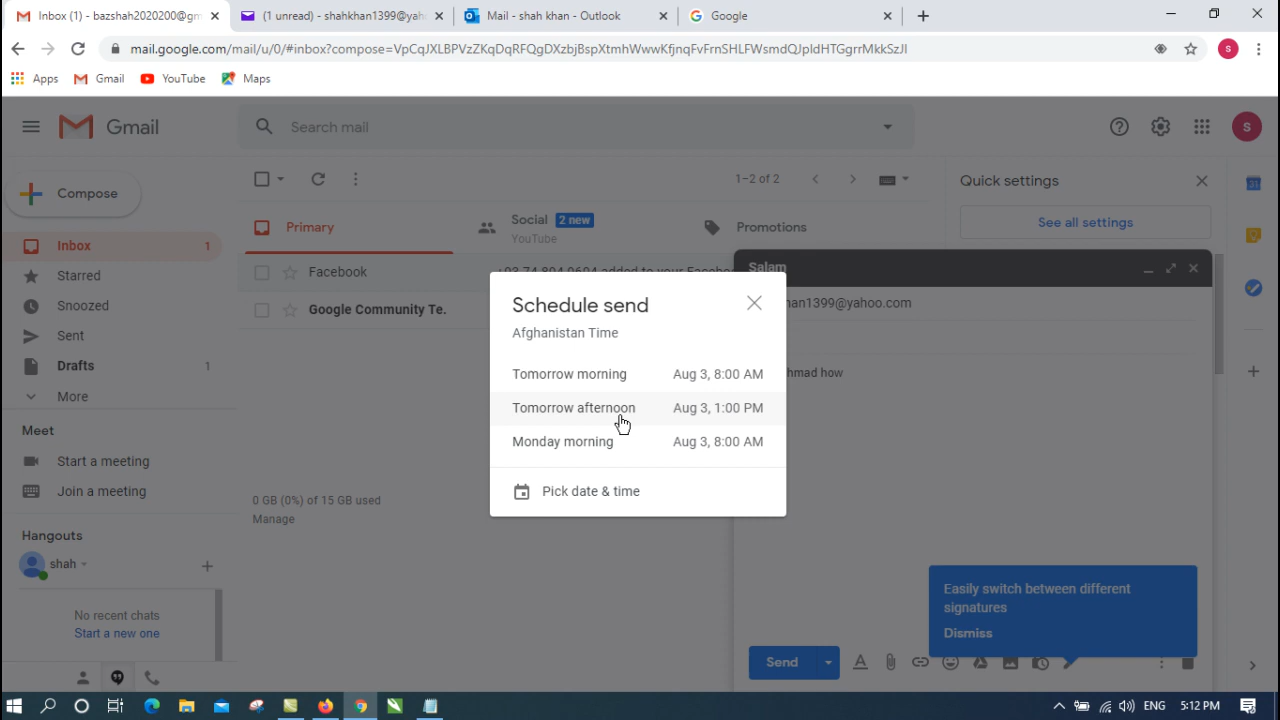 Inbox (1) - bazshah2020200@gm
(1 unread) - shahkhan1399@yaho
Mail - shah khan - Outlook
Google
mail.google.com/mail/u/0/#inbox?compose=VpCqJXLBPVzZKqDqRFQgDXzbjBspXtmhWwwKfjnqFvFrnSHLFWsmdQJpldHTGgrrMkkSzJl
S
Apps
Gmail
YouTube
Maps
Gmail
Search mail
S
Compose
1–2 of 2
Quick settings
See all settings
Primary
Social 2 new
YouTube
Promotions
Inbox 1
Starred
Snoozed
Sent
Drafts 1
More
Facebook
Google Community Te.
Salam
han1399@yahoo.com
hmad how
Schedule send
Afghanistan Time
Tomorrow morning Aug 3, 8:00 AM
Tomorrow afternoon Aug 3, 1:00 PM
Monday morning Aug 3, 8:00 AM
Pick date & time
Meet
Start a meeting
Join a meeting
0 GB (0%) of 15 GB used
Manage
Hangouts
shah
No recent chats
Start a new one
Easily switch between different
signatures
Dismiss
Send
ENG
5:12 PM